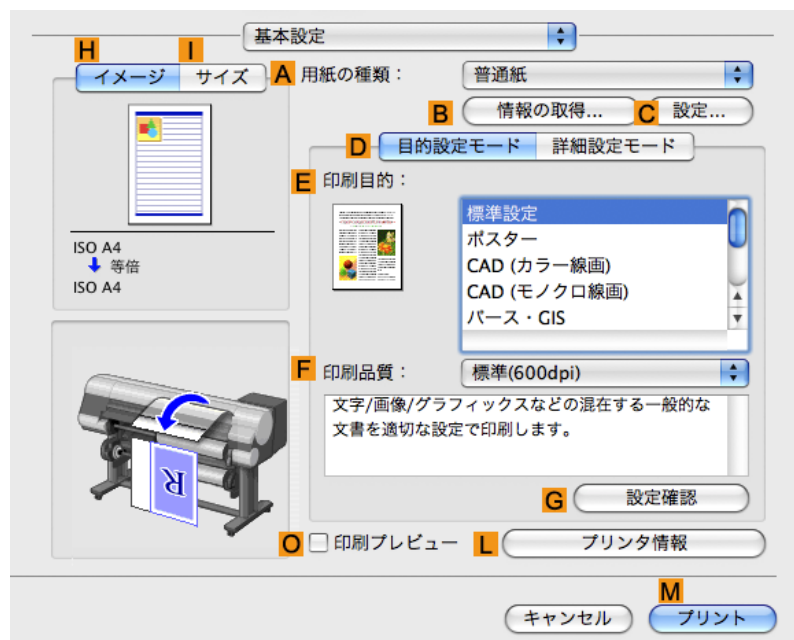 基本設定
H I
イメージ サイズ
A 用紙の種類： 普通紙
B 情報の取得... C 設定...
D 目的設定モード 詳細設定モード
E 印刷目的：
標準設定
ポスター
CAD (カラー線画)
CAD (モノクロ線画)
パース・GIS
ISO A4
等倍
ISO A4
F 印刷品質： 標準(600dpi)
文字/画像/グラフィックスなどの混在する一般的な
文書を適切な設定で印刷します。
R
G 設定確認
O 印刷プレビュー L プリンタ情報
M
キャンセル プリント